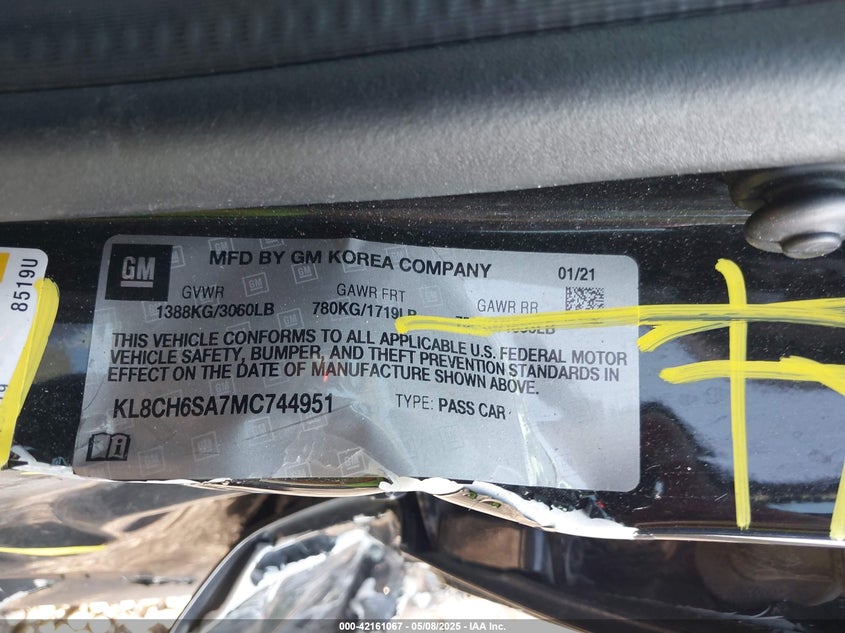 GM
MFD BY GM KOREA COMPANY
01/21
GVWR
GAWR FRT
GAWR RR
1388KG/3060LB
780KG/1719LB
THIS VEHICLE CONFORMS TO ALL APPLICABLE U.S. FEDERAL MOTOR
VEHICLE SAFETY, BUMPER, AND THEFT PREVENTION STANDARDS IN
EFFECT ON THE DATE OF MANUFACTURE SHOWN ABOVE.
KL8CH6SA7MC744951
TYPE: PASS CAR
8519U
000-42161067 - 05/08/2025 - IAA Inc.